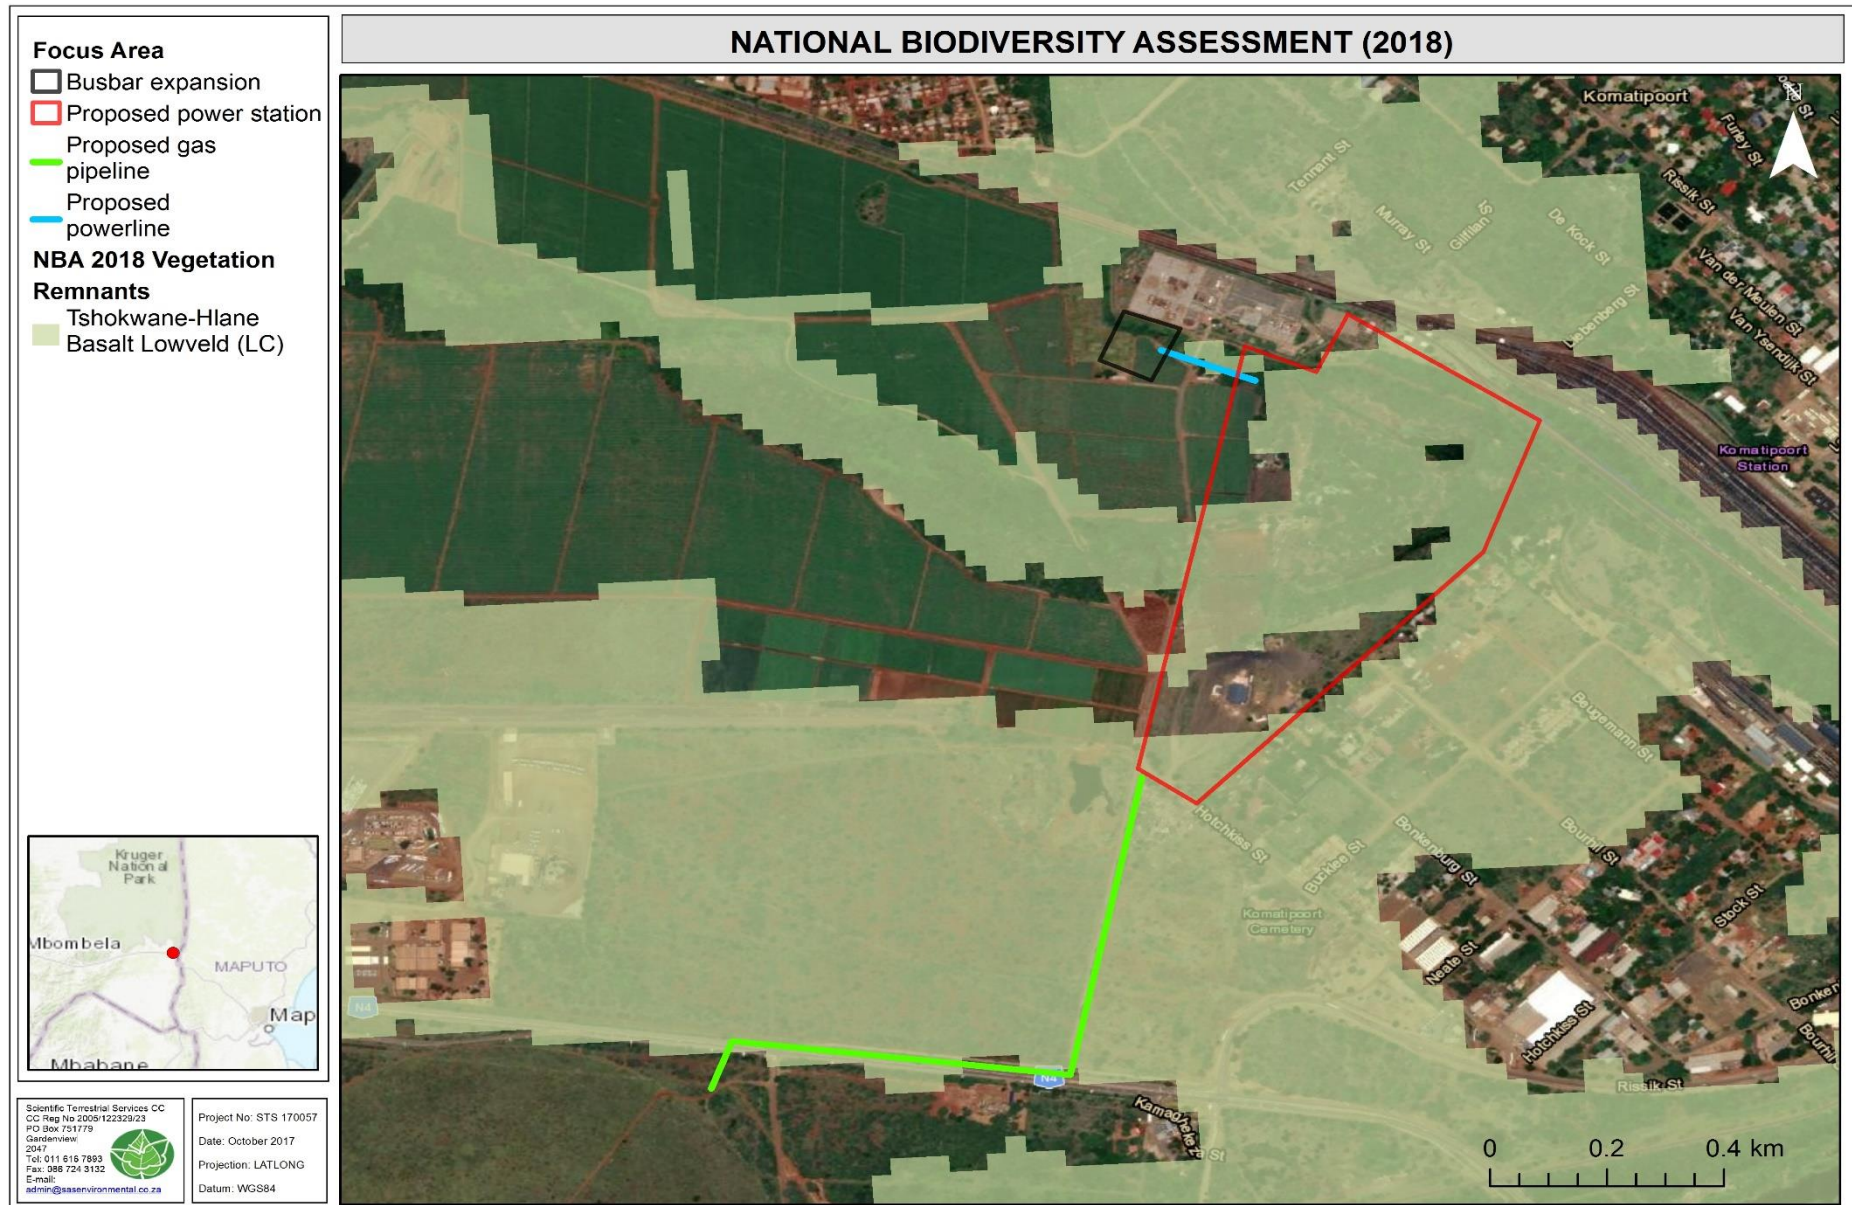 NATIONAL BIODIVERSITY ASSESSMENT (2018)
Focus Area
Busbar expansion
Proposed power station
Proposed gas
pipeline
Proposed
powerline
NBA 2018 Vegetation
Remnants
Tshokwane-Hlane
Basalt Lowveld (LC)
Kruger
National
Park
Mbombela
MAPUTO
Map
Mbabane
Scientific Terrestrial Services CC
CC Reg No 2005/122329/23
PO Box 751779
Gardenview
2047
Tel: 011 616 7893
Fax: 086 724 3132
E-mail:
admin@sasenvironmental.co.za
Project No: STS 170057
Date: October 2017
Projection: LATLONG
Datum: WGS84
Komatipoort
N
Furley St
Rissik St
Tennant St
Murray St
Gilfilan St
De Kock St
Van der Meulen St
Van Ysendijk St
Liebenberg St
Komatipoort
Station
Beugemann St
Hotchkiss St
Bucklee St
Bonkenburg St
Bourhil St
Komatipoort
Cemetery
Stock St
Neate St
Hotchkiss St
Bonken
Bourhil
Rissik St
N4
N4
0 0.2 0.4 km